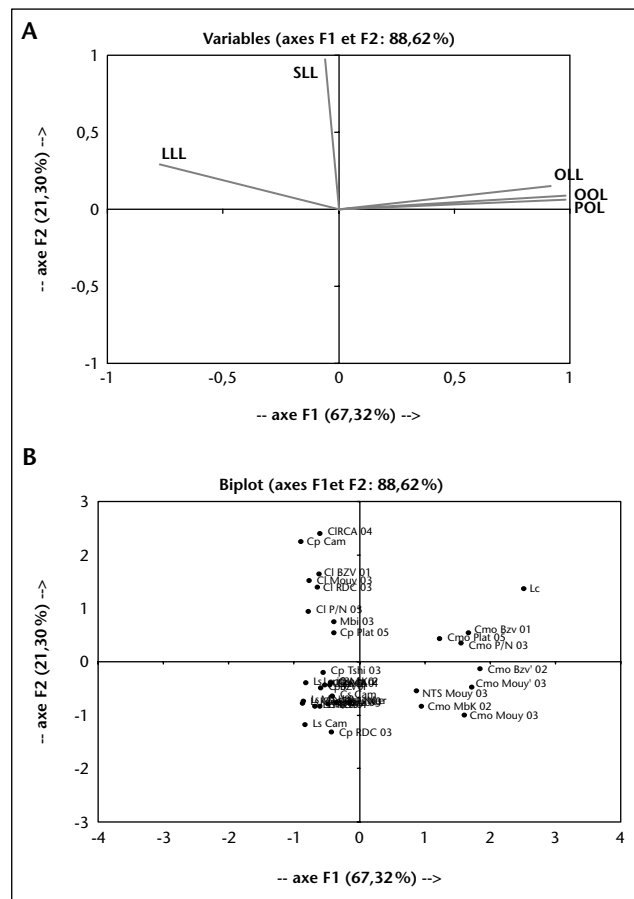 A
Variables (axes F1 et F2: 88,62%)
1
SLL
0,5
LLL
OLL
OOL
POL
0
-0,5
-1
-1
-0,5
0
0,5
1
-- axe F2 (21,30%) -->
-- axe F1 (67,32%) -->
B
Biplot (axes F1et F2: 88,62%)
3
ClRCA 04
Cp Cam
2
Cl BZV 01
Cl Mouy 03
Cl RDC 03
Lc
1
Cl P/N 03
Mbi 03
Cp Plat 05
Cmo Bzv 01
Cmo Plat 05
Cmo P/N 03
0
Cp Tshi 03
Cmo Bzv' 02
Cmo Mouy' 03
NTS Mouy 03
Cs Cam
Cmo MbK 02
Cmo Mouy 03
-1
Ls Cam
Cp RDC 03
-2
-3
-4
-3
-2
-1
0
1
2
3
4
-- axe F2 (21,30%) -->
-- axe F1 (67,32%) -->